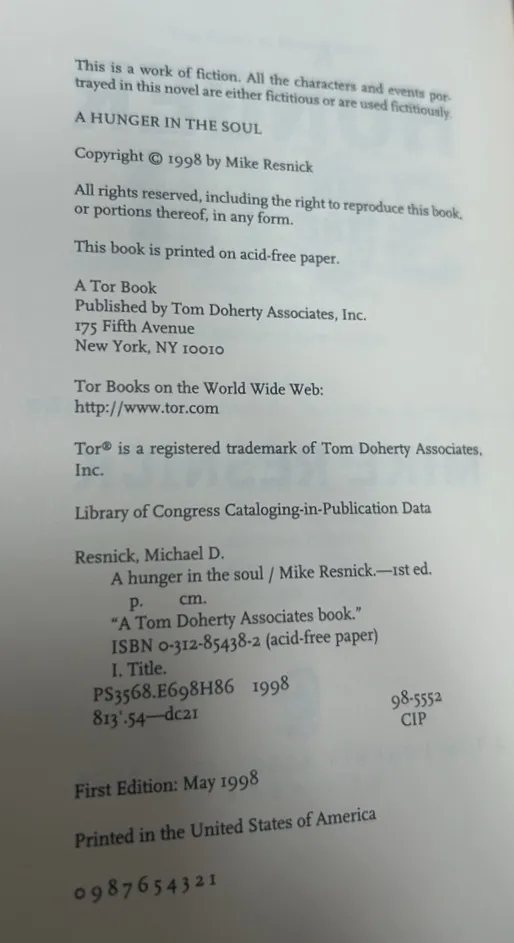 This is a work of fiction. All the characters and events por-
trayed in this novel are either fictitious or are used fictitiously.
A HUNGER IN THE SOUL
Copyright © 1998 by Mike Resnick
All rights reserved, including the right to reproduce this book,
or portions thereof, in any form.
This book is printed on acid-free paper.
A Tor Book
Published by Tom Doherty Associates, Inc.
175 Fifth Avenue
New York, NY 10010
Tor Books on the World Wide Web:
http://www.tor.com
Tor® is a registered trademark of Tom Doherty Associates,
Inc.
Library of Congress Cataloging-in-Publication Data
Resnick, Michael D.
A hunger in the soul / Mike Resnick.—1st ed.
p. cm.
"A Tom Doherty Associates book."
ISBN 0-312-85438-2 (acid-free paper)
I. Title.
PS3568.E698H86 1998
813'.54—dc21
98-5552
CIP
First Edition: May 1998
Printed in the United States of America
0 9 8 7 6 5 4 3 2 1